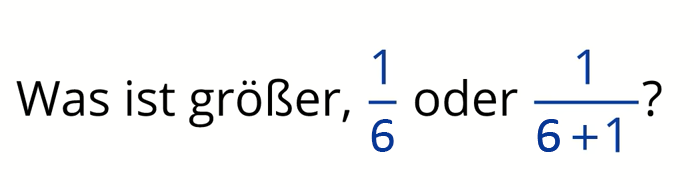 Was ist größer, 1/6 oder 1/(6+1)?